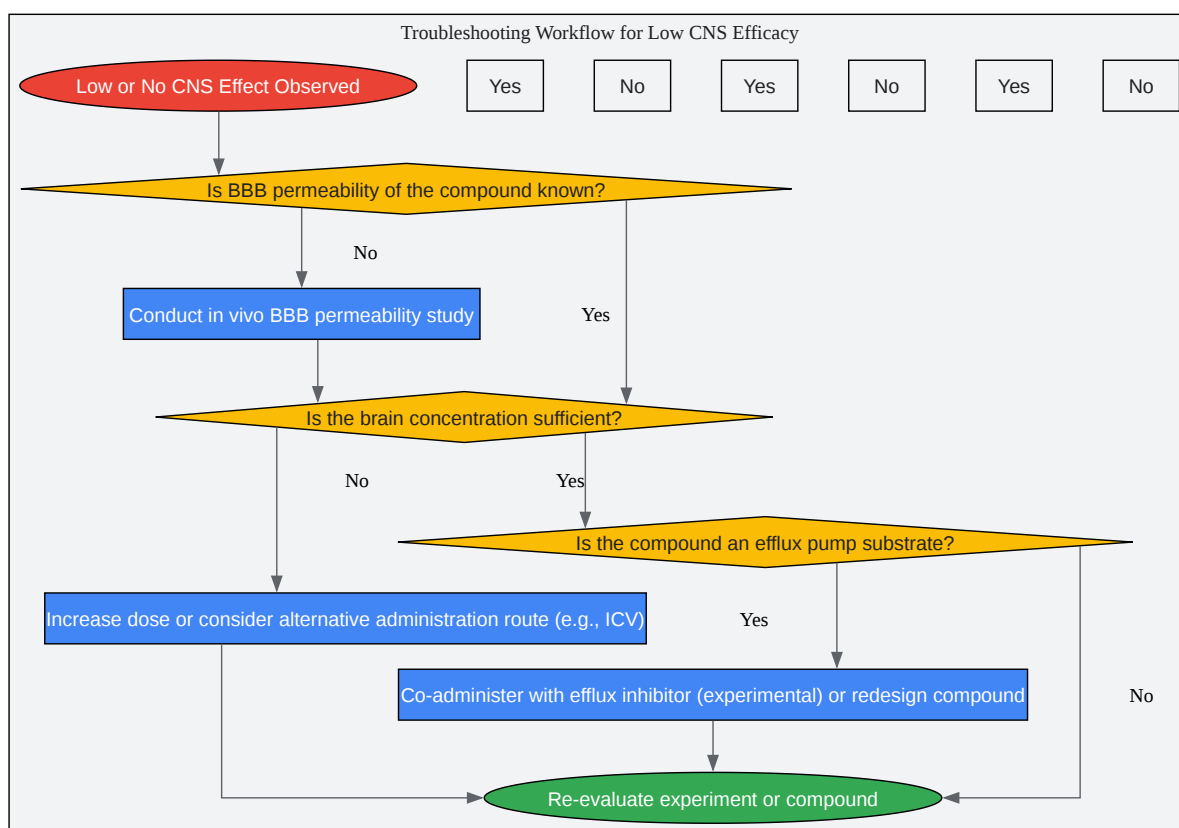 Troubleshooting Workflow for Low CNS Efficacy
Low or No CNS Effect Observed
Yes
No
Yes
No
Yes
No
Is BBB permeability of the compound known?
No
Conduct in vivo BBB permeability study
Yes
Is the brain concentration sufficient?
No
Yes
Is the compound an efflux pump substrate?
Increase dose or consider alternative administration route (e.g., ICV)
Yes
Co-administer with efflux inhibitor (experimental) or redesign compound
No
Re-evaluate experiment or compound